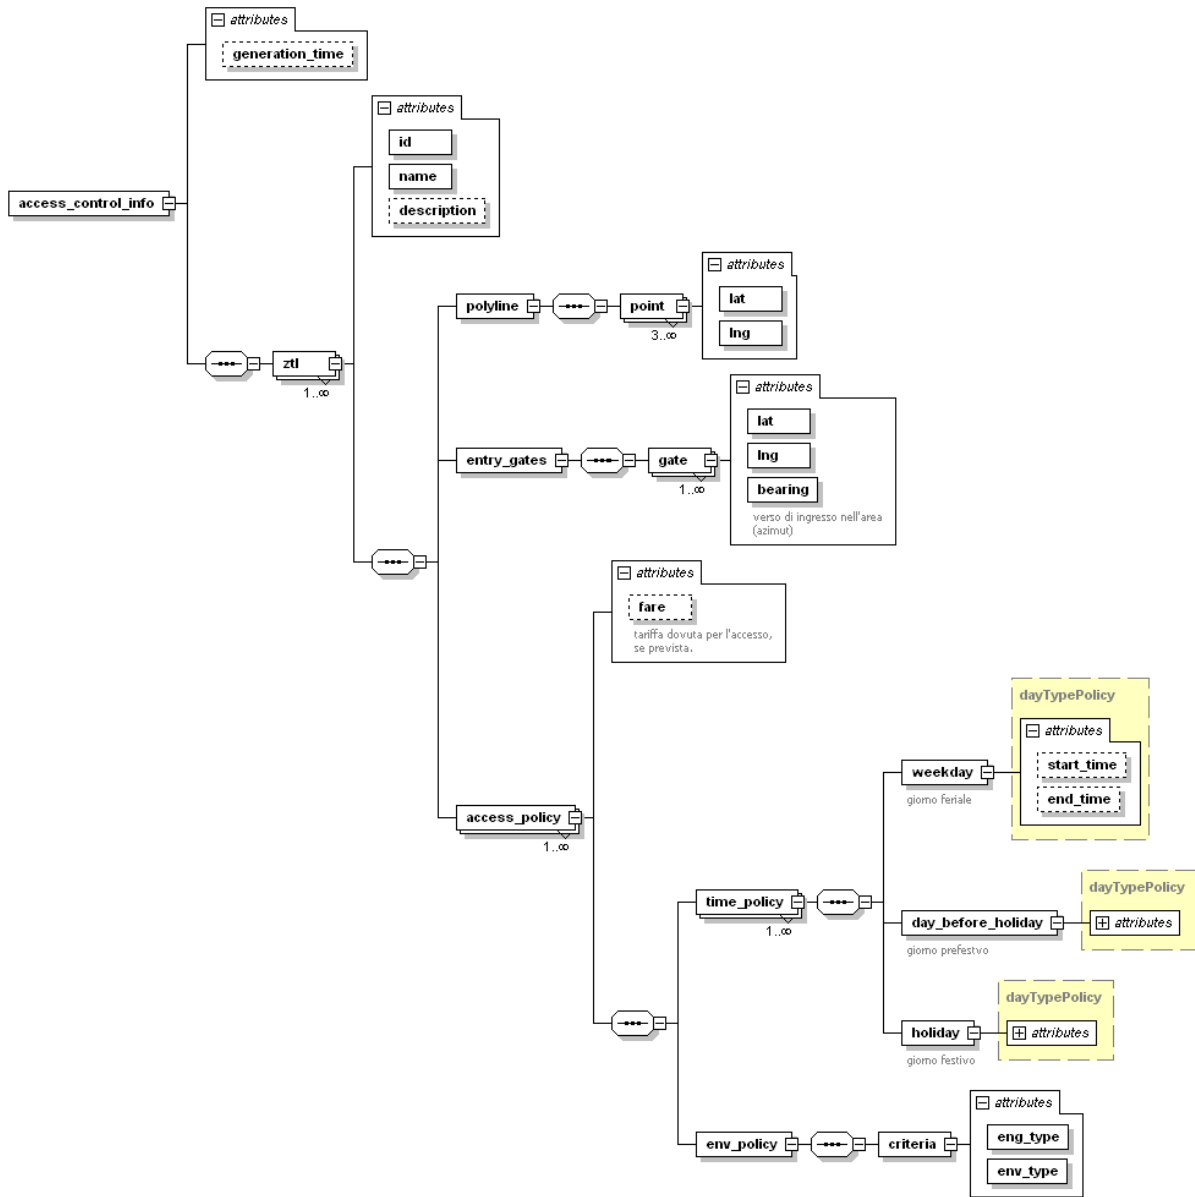 attributes
generation_time
attributes
id
name
description
access_control_info
attributes
lat
lng
polyline
point
3..∞
ztl
1..∞
attributes
lat
lng
bearing
verso di ingresso nell'area
(azimut)
entry_gates
gate
1..∞
attributes
fare
tariffa dovuta per l'accesso,
se prevista.
dayTypePolicy
attributes
start_time
end_time
weekday
giorno feriale
access_policy
1..∞
dayTypePolicy
time_policy
1..∞
day_before_holiday
attributes
giorno prefestvo
dayTypePolicy
holiday
attributes
giorno festivo
attributes
eng_type
env_type
env_policy
criteria